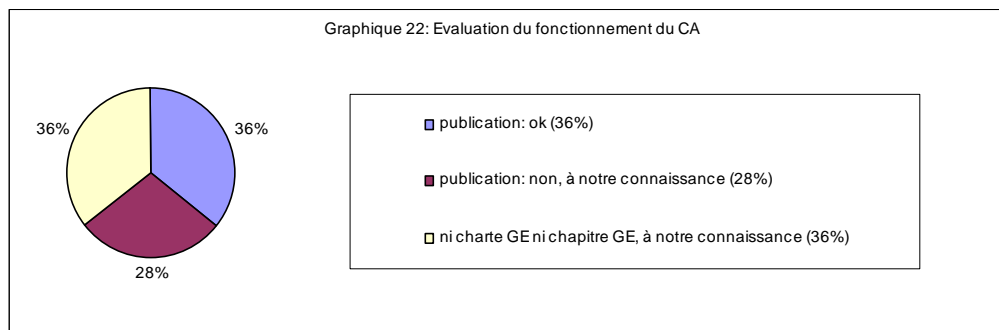 Graphique 22: Evaluation du fonctionnement du CA
36%
36%
28%
publication: ok (36%)
publication: non, à notre connaissance (28%)
ni charte GE ni chapitre GE, à notre connaissance (36%)